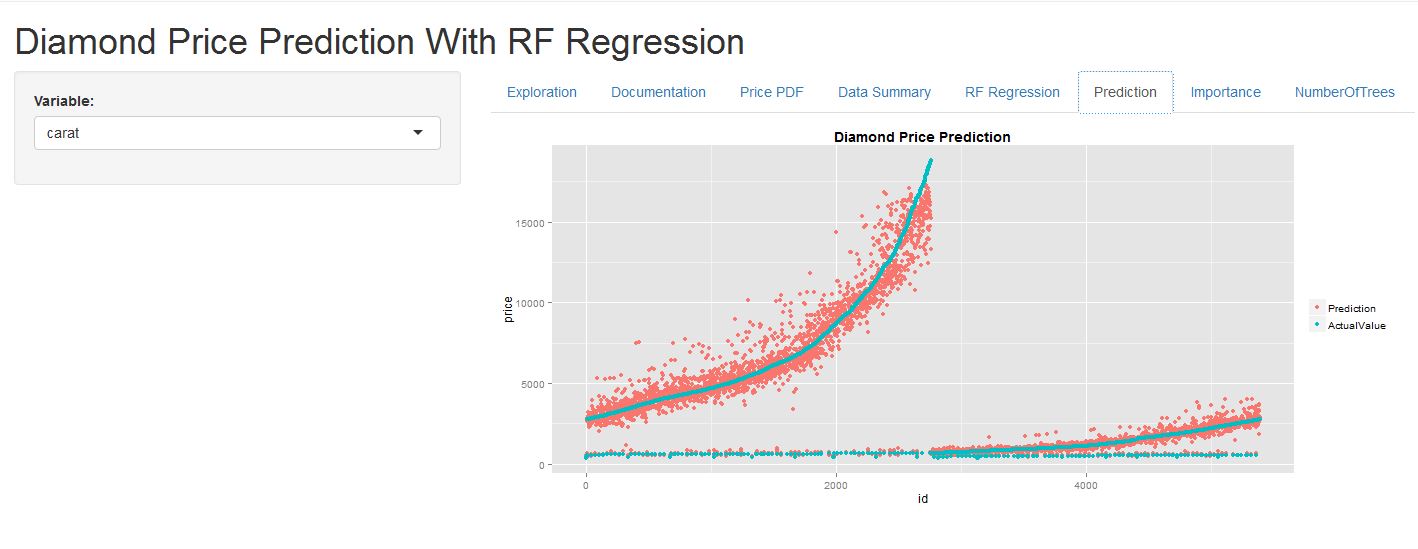 Diamond Price Prediction With RF Regression
Variable:
carat
Exploration Documentation Price PDF Data Summary RF Regression Prediction Importance NumberOfTrees
Diamond Price Prediction
price
15000
10000
5000
0
0 2000 4000
id
Prediction
ActualValue